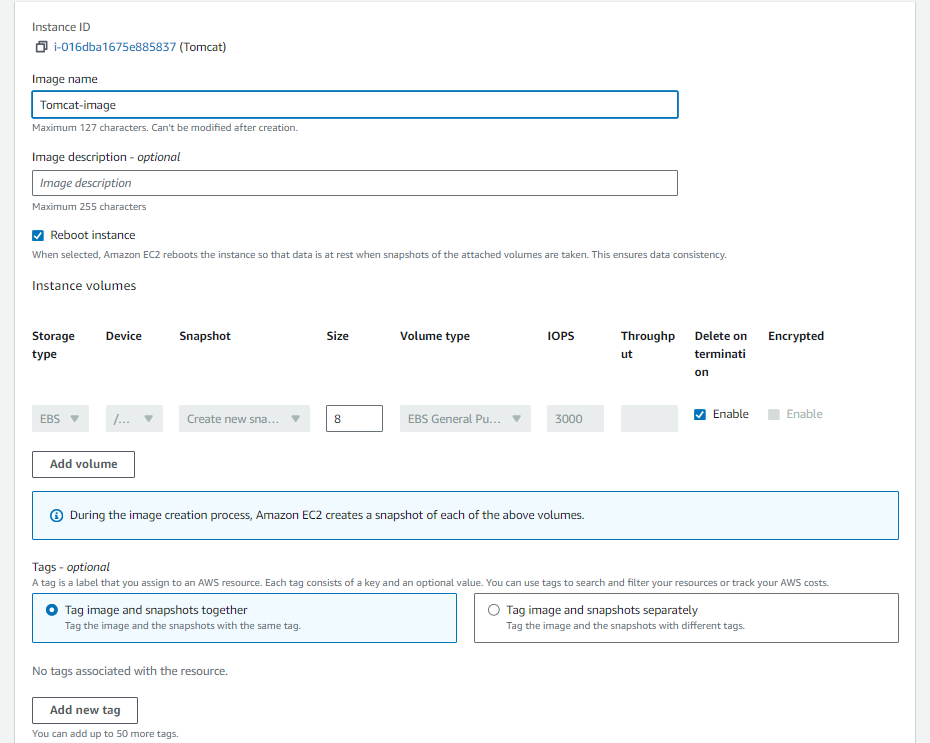 Instance ID
i-016dba1675e885837 (Tomcat)
Image name
Tomcat-image
Maximum 127 characters. Can't be modified after creation.
Image description - optional
Image description
Maximum 255 characters
Reboot instance
When selected, Amazon EC2 reboots the instance so that data is at rest when snapshots of the attached volumes are taken. This ensures data consistency.
Instance volumes
Storage type
Device
Snapshot
Size
Volume type
IOPS
Throughput
Delete on termination
Encrypted
EBS
/...
Create new sna...
8
EBS General Pu...
3000
Enable
Enable
Add volume
During the image creation process, Amazon EC2 creates a snapshot of each of the above volumes.
Tags - optional
A tag is a label that you assign to an AWS resource. Each tag consists of a key and an optional value. You can use tags to search and filter your resources or track your AWS costs.
Tag image and snapshots together
Tag the image and the snapshots with the same tag.
Tag image and snapshots separately
Tag the image and the snapshots with different tags.
No tags associated with the resource.
Add new tag
You can add up to 50 more tags.